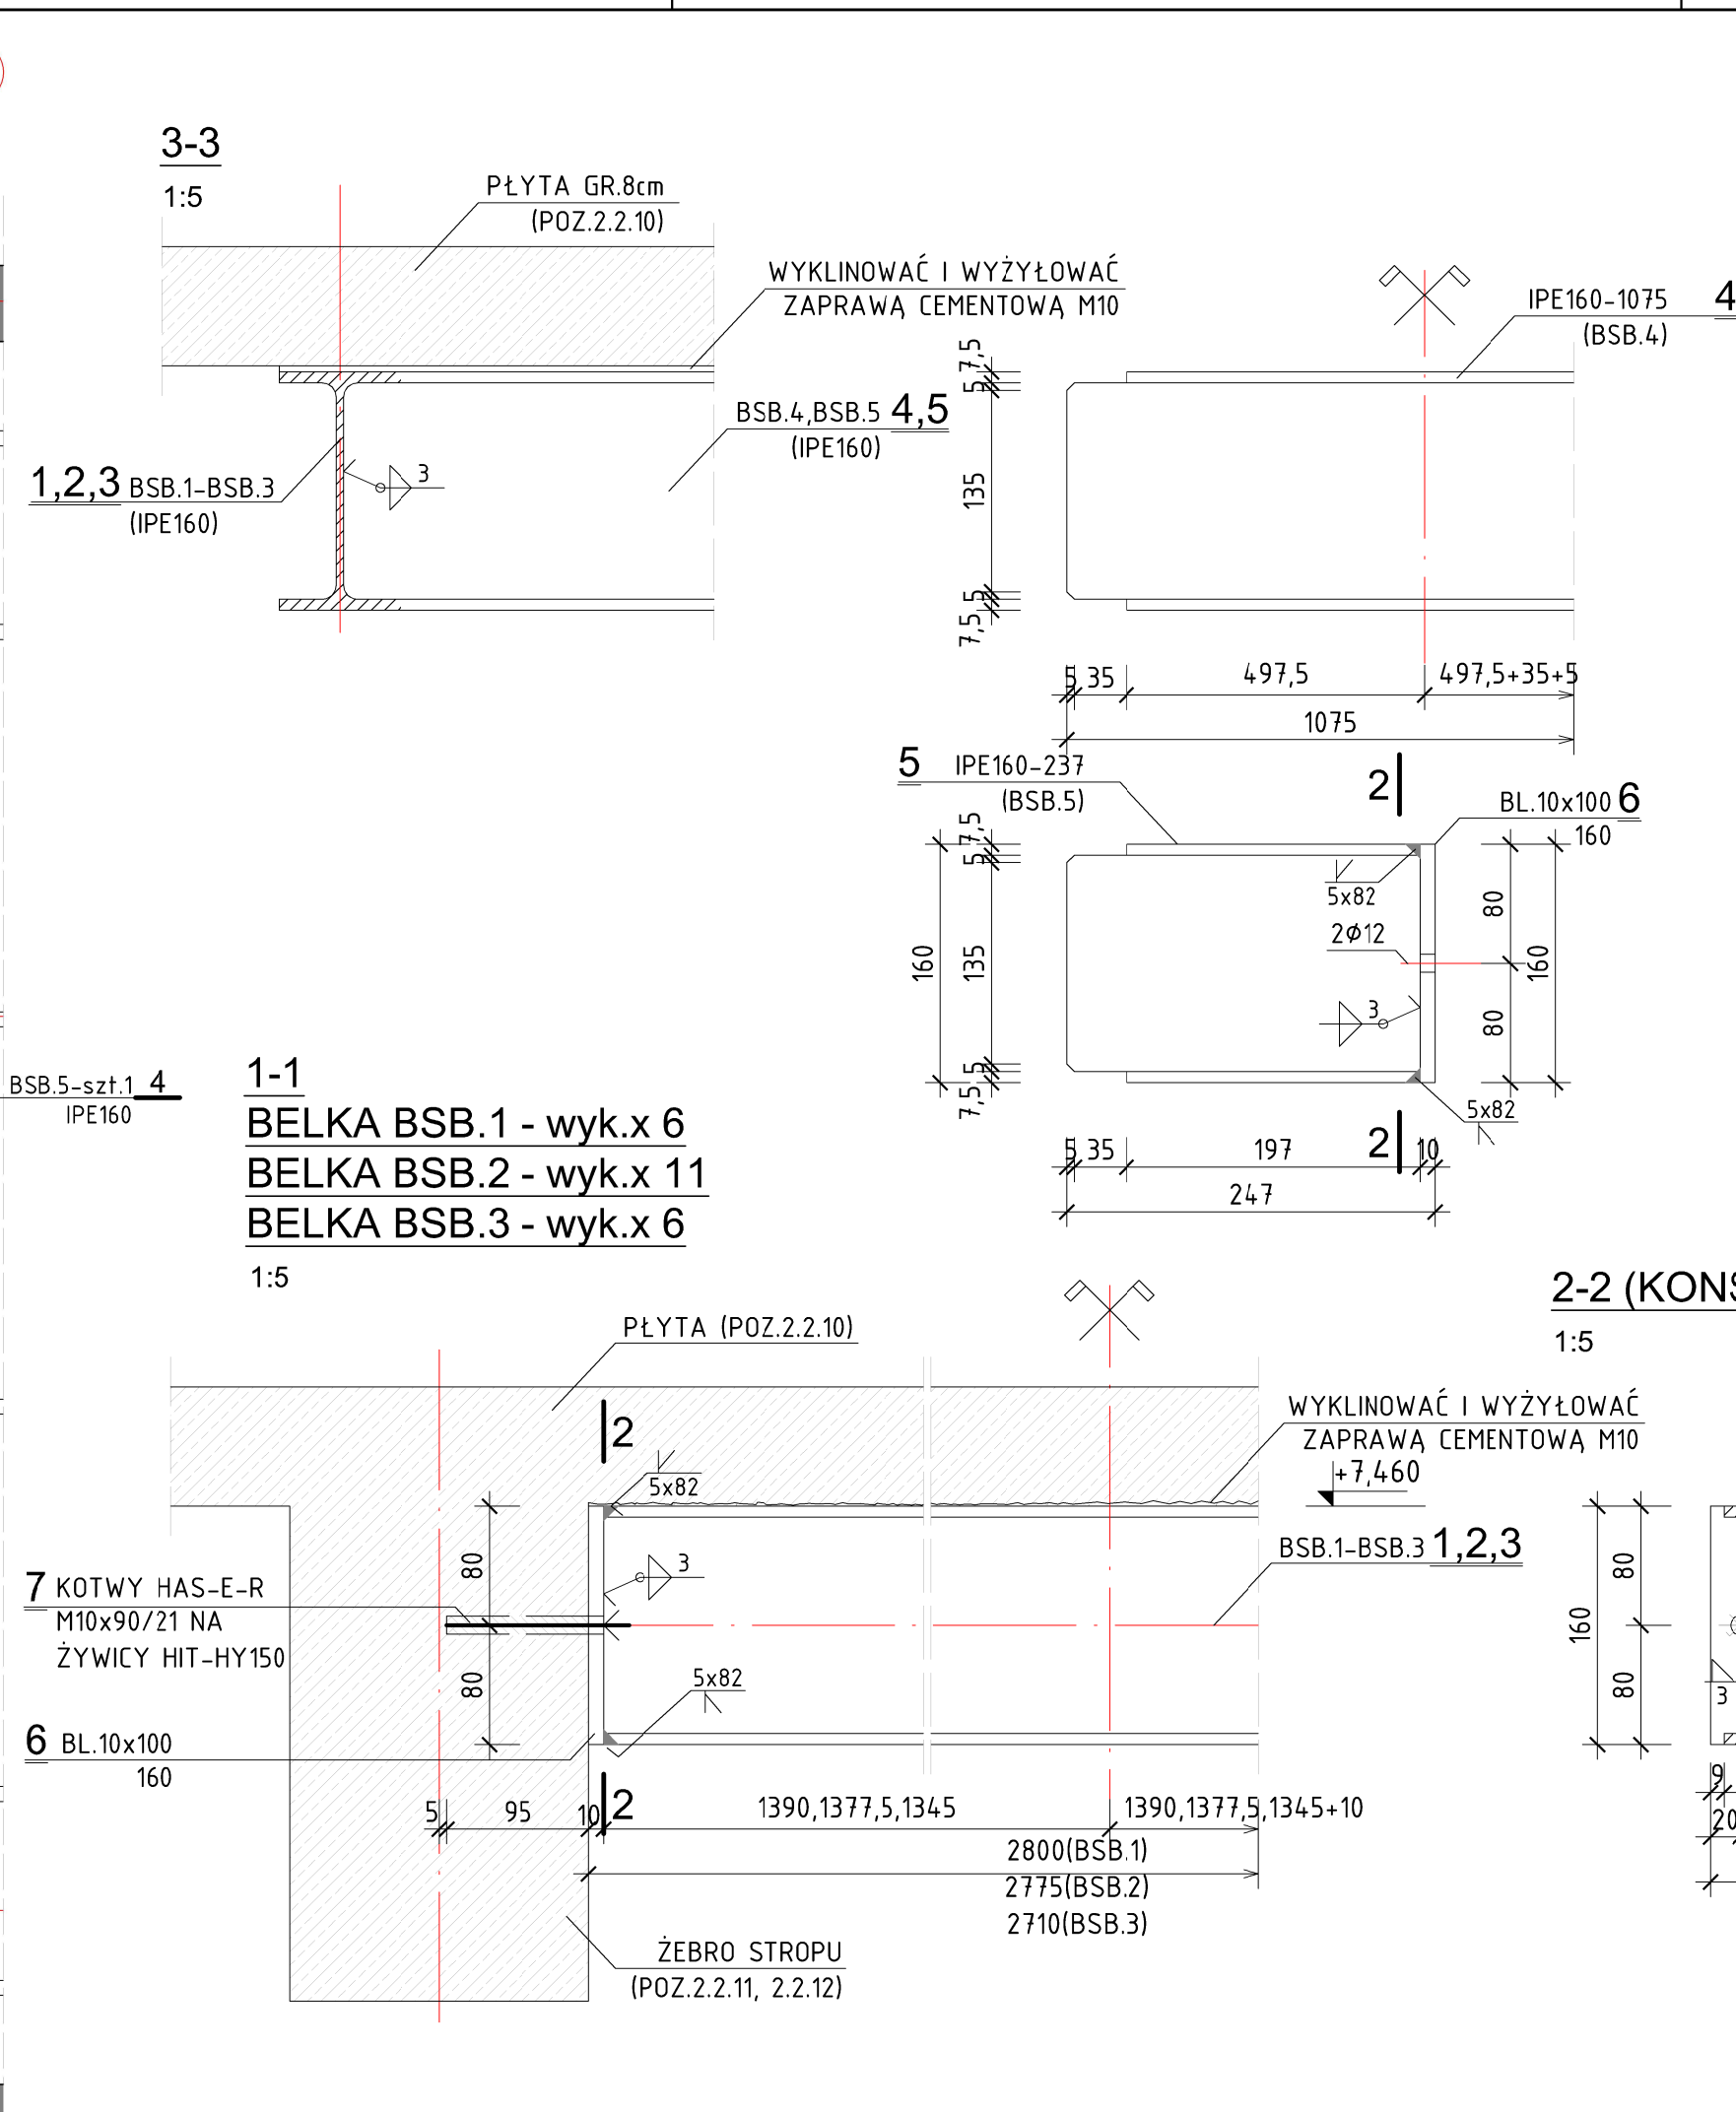 3-3
1:5
PŁYTA GR.8cm
(POZ.2.2.10)
WYKLINOWAĆ I WYŻYŁOWAĆ
ZAPRAWĄ CEMENTOWĄ M10
BSB.4,BSB.5 4,5
(IPE160)
1,2,3 BSB.1-BSB.3
(IPE160)
3
IPE160-1075 4
(BSB.4)
7,5
5
135
5
7,5
5 35 497,5 497,5+35+5
1075
5 IPE160-237
(BSB.5)
2
BL.10x100 6
160
7,5
5
160
135
5
7,5
5x82
2ϕ12
3
80
160
80
5x82
2
5 35 197 10
247
BSB.5-szt.1 4
IPE160
1-1
BELKA BSB.1 - wyk.x 6
BELKA BSB.2 - wyk.x 11
BELKA BSB.3 - wyk.x 6
1:5
PŁYTA (POZ.2.2.10)
2
5x82
WYKLINOWAĆ I WYŻYŁOWAĆ
ZAPRAWĄ CEMENTOWĄ M10
+7,460
BSB.1-BSB.3 1,2,3
80
3
7 KOTWY HAS-E-R
M10x90/21 NA
ŻYWICY HIT-HY150
80
5x82
6 BL.10x100
160
2
5 95 10 1390,1377,5,1345 1390,1377,5,1345+10
2800(BSB.1)
2775(BSB.2)
2710(BSB.3)
ŻEBRO STROPU
(POZ.2.2.11, 2.2.12)
2-2 (KONS
1:5
160
80
80
3
9
20